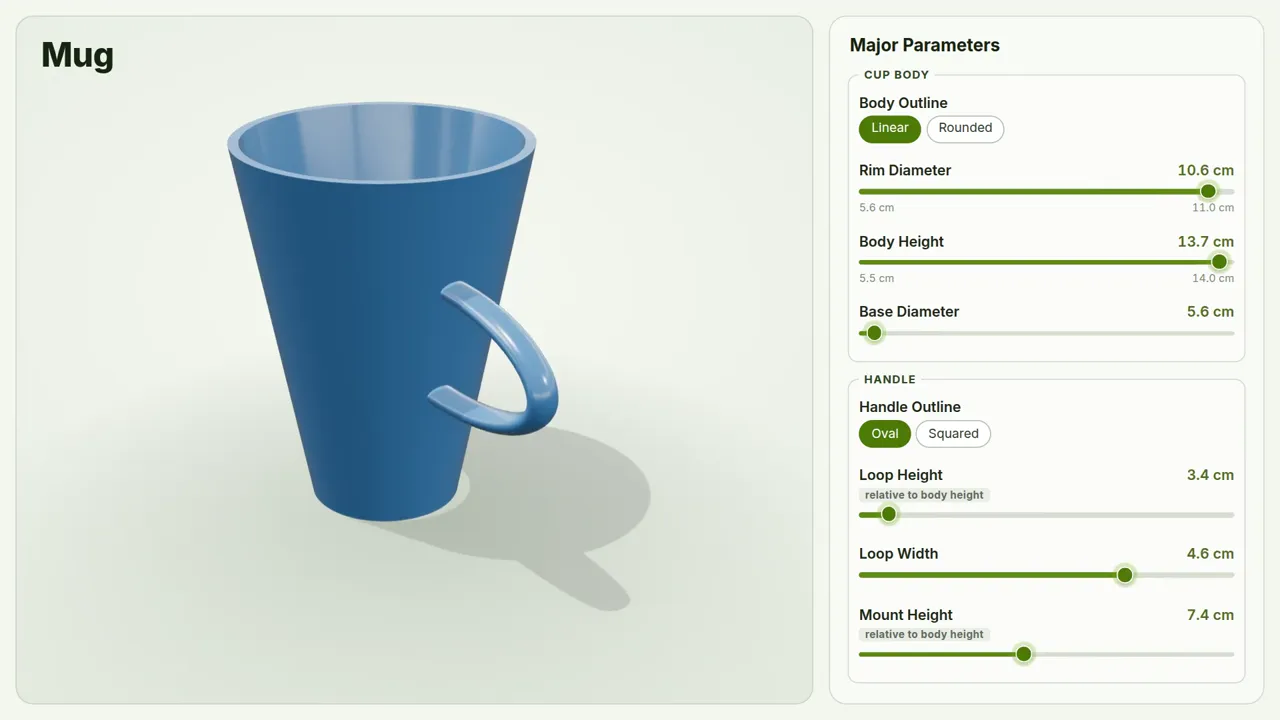 Mug
Major Parameters
CUP BODY
Body Outline
Linear Rounded
Rim Diameter 10.6 cm
5.6 cm 11.0 cm
Body Height 13.7 cm
5.5 cm 14.0 cm
Base Diameter 5.6 cm
HANDLE
Handle Outline
Oval Squared
Loop Height 3.4 cm
relative to body height
Loop Width 4.6 cm
Mount Height 7.4 cm
relative to body height